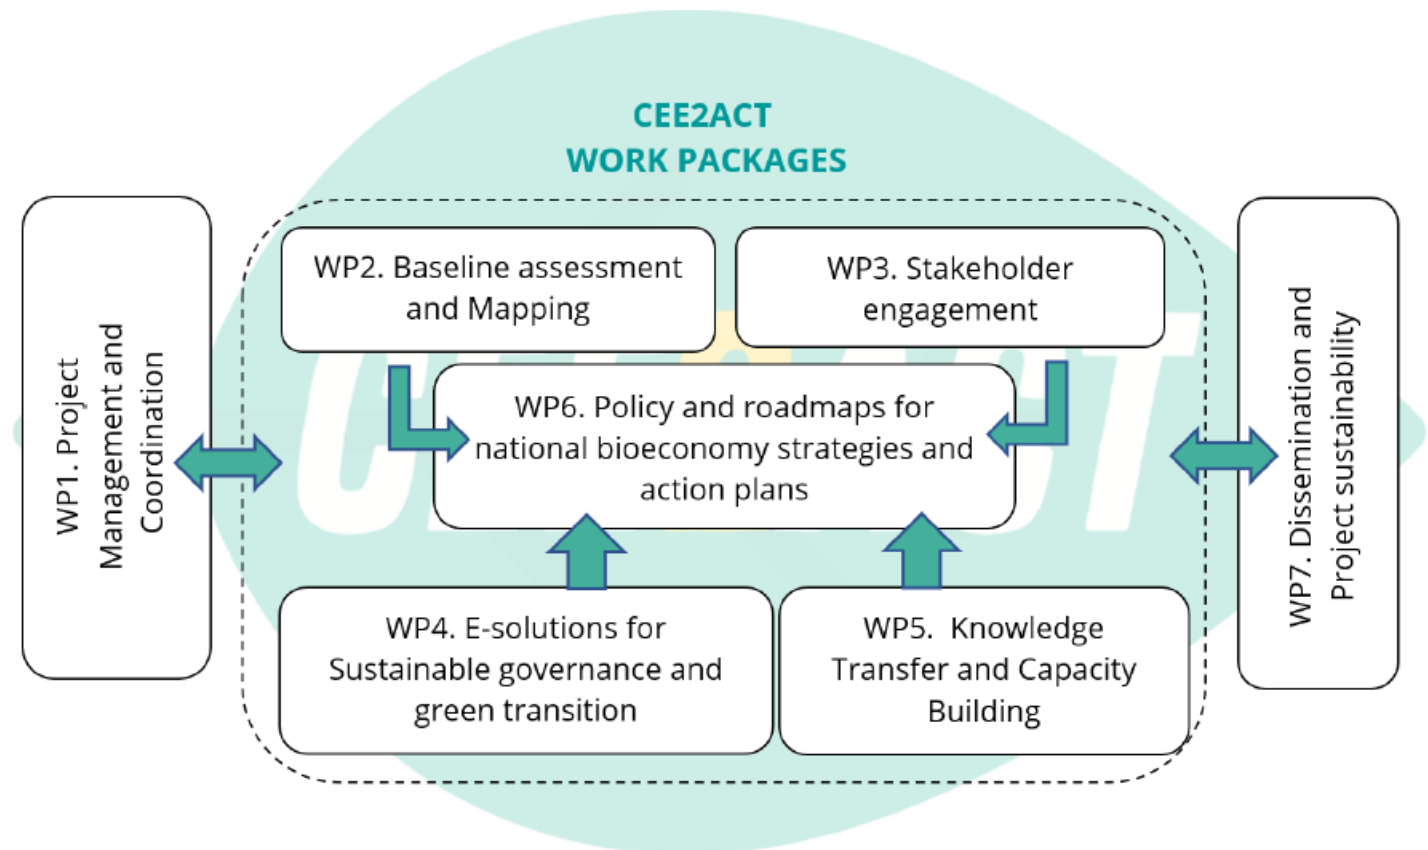 CEE2ACT
WORK PACKAGES
WP1. Project
Management and
Coordination
WP2. Baseline assessment
and Mapping
WP3. Stakeholder
engagement
WP6. Policy and roadmaps for
national bioeconomy strategies and
action plans
WP4. E-solutions for
Sustainable governance and
green transition
WP5.  Knowledge
Transfer and Capacity
Building
WP7. Dissemination and
Project sustainability
CEE2ACT